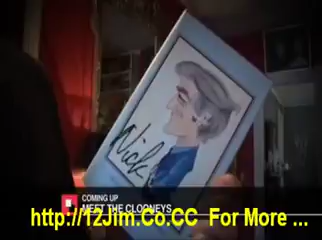 Nick
COMING UP
MEET THE CLOONEYS
http://12Jim.Co.CC For More ...